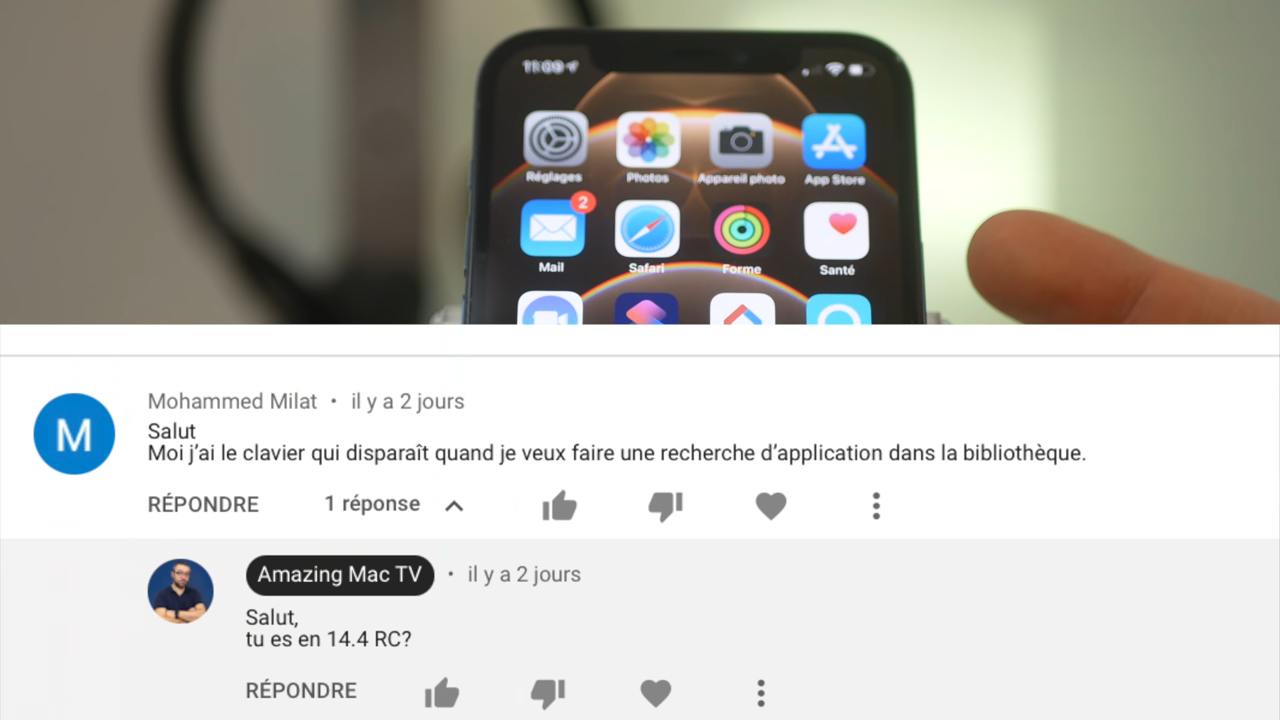 11:09
Réglages Photos Appareil photo App Store
2
Mail Safari Forme Santé
Mohammed Milat • il y a 2 jours
M
Salut
Moi j’ai le clavier qui disparaît quand je veux faire une recherche d’application dans la bibliothèque.
RÉPONDRE 1 réponse
Amazing Mac TV • il y a 2 jours
Salut,
tu es en 14.4 RC?
RÉPONDRE